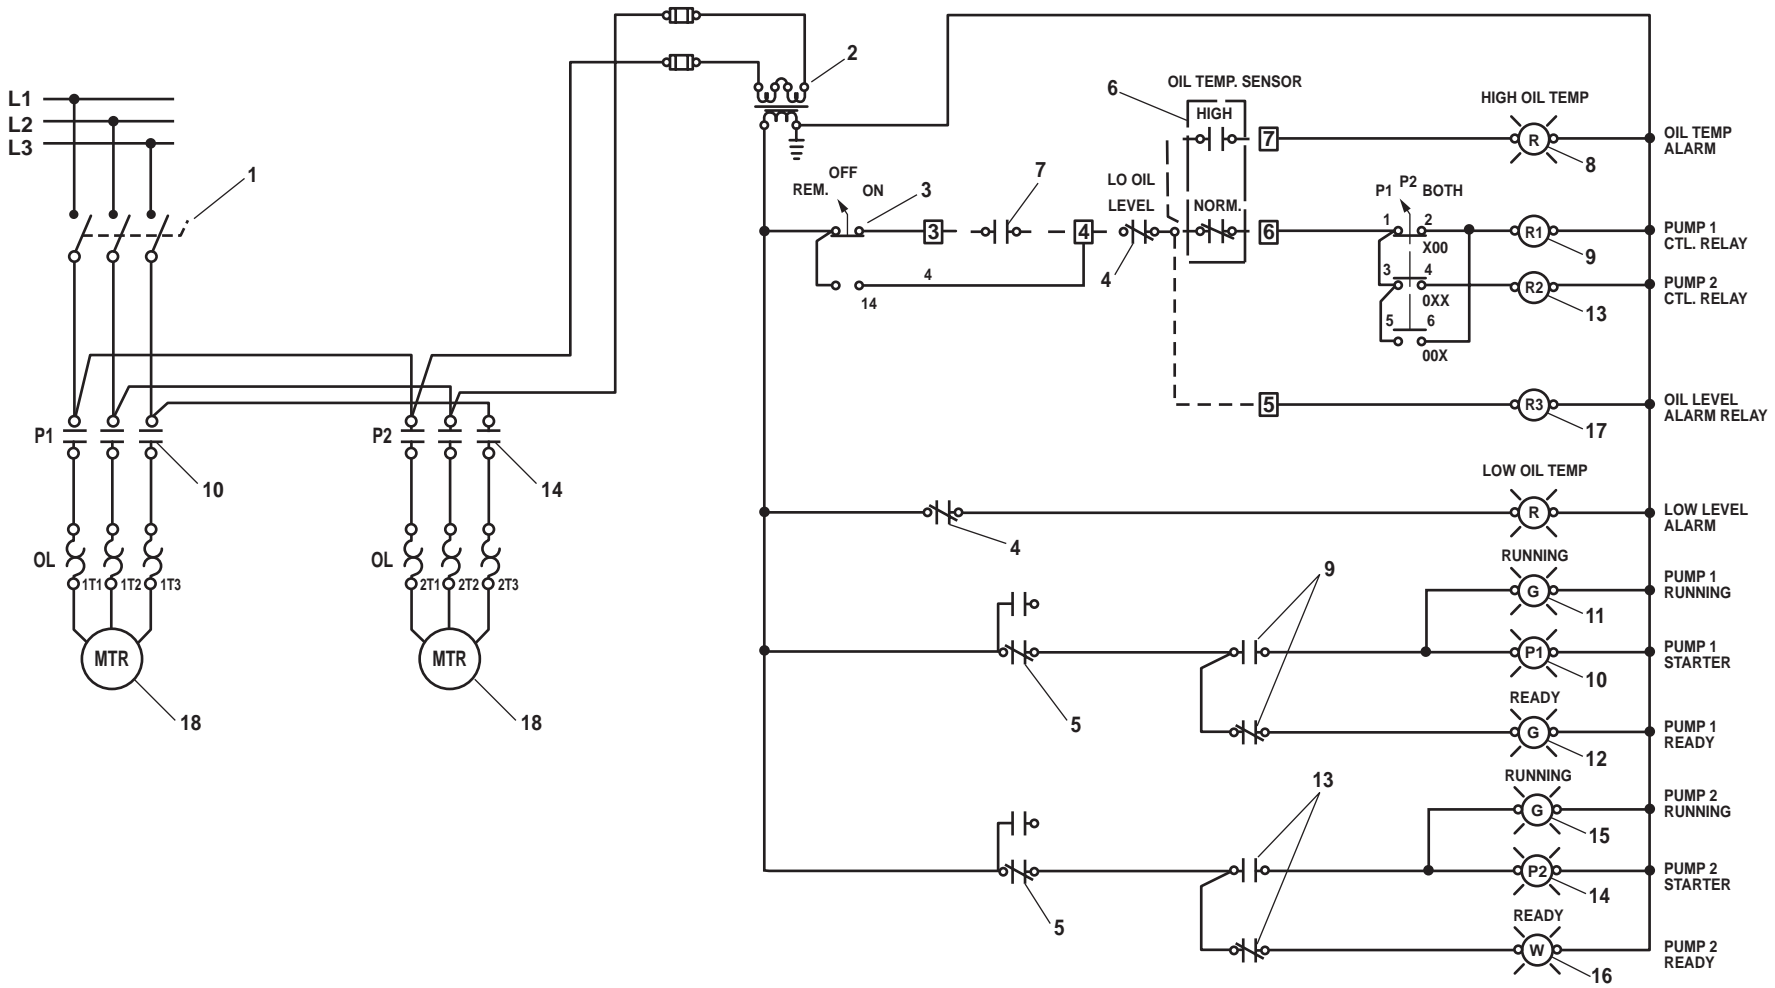 2
OIL TEMP. SENSOR
6
HIGH
7
HIGH OIL TEMP
R
8
OIL TEMP
ALARM
L1
L2
L3
1
OFF
REM. ON
3
3
7
4
LO OIL
LEVEL
4
NORM.
6
P2
P1 BOTH
1 2
X00
3 4
0XX
5 6
00X
R1
9
PUMP 1
CTL. RELAY
R2
13
PUMP 2
CTL. RELAY
4
14
5
R3
17
OIL LEVEL
ALARM RELAY
P1
10
P2
14
OL
1T1 1T2 1T3
OL
2T1 2T2 2T3
MTR
18
MTR
18
LOW OIL TEMP
4
R
LOW LEVEL
ALARM
RUNNING
9
G
11
PUMP 1
RUNNING
5
P1
10
PUMP 1
STARTER
READY
G
12
PUMP 1
READY
RUNNING
13
G
15
PUMP 2
RUNNING
5
P2
14
PUMP 2
STARTER
READY
W
16
PUMP 2
READY